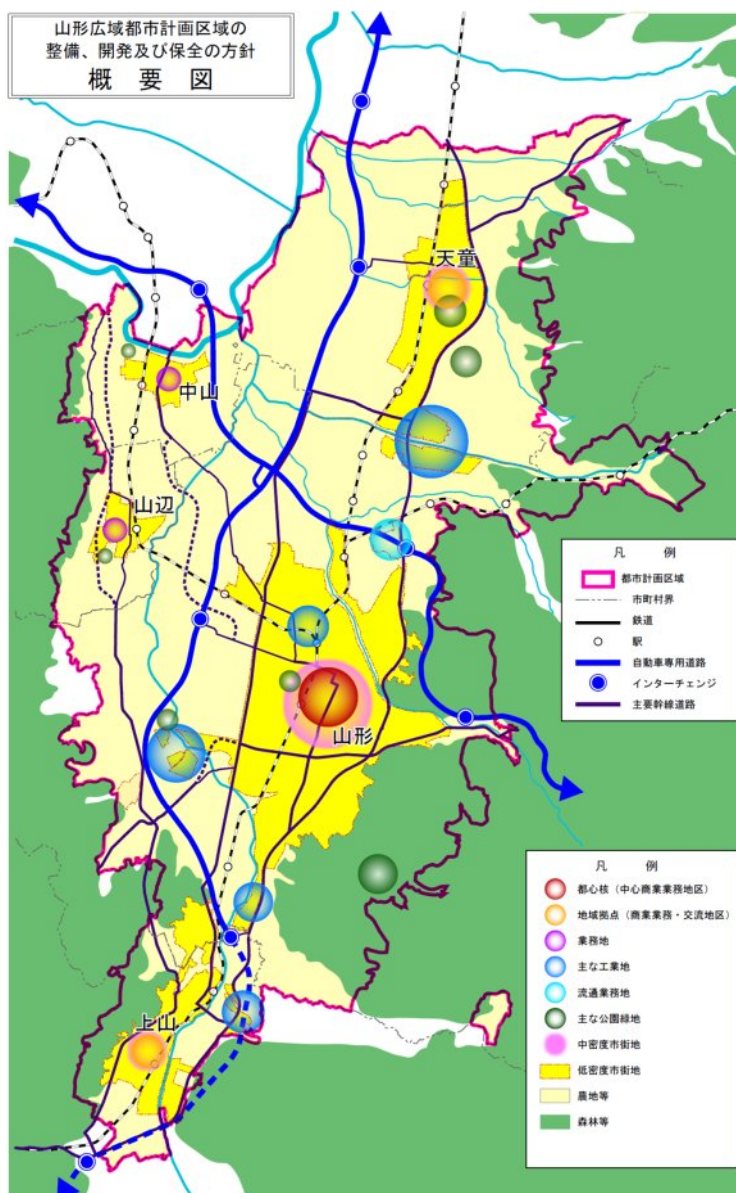 山形広域都市計画区域の
整備、開発及び保全の方針
概 要 図
天童
中山
山辺
山形
上山
凡 例
都市計画区域
市町村界
鉄道
駅
自動車専用道路
インターチェンジ
主要幹線道路
凡 例
都心核（中心商業業務地区）
地域拠点（商業業務・交流地区）
業務地
主な工業地
流通業務地
主な公園緑地
中密度市街地
低密度市街地
農地等
森林等